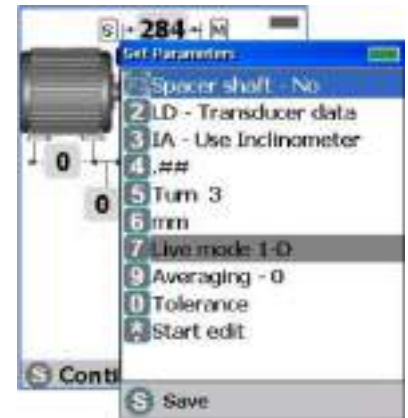 S 284 M
Set Parameters
Spacer shaft - No
2 LD - Transducer data
3 IA - Use Inclinometer
4 .##
5 Turn 3
6 mm
7 Live mode 1-D
9 Averaging - 0
0 Tolerance
Start edit
0
0
S Conti
S Save